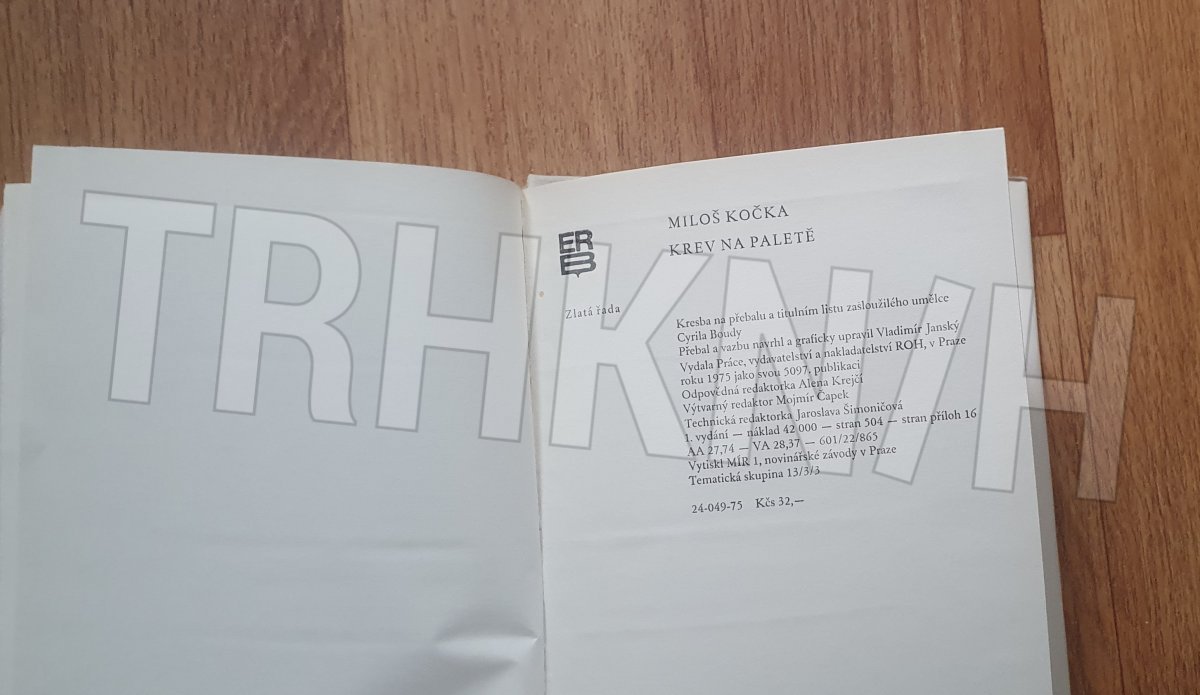 TRHKNIH
ERB
MILOŠ KOČKA
KREV NA PALETĚ
Zlatá řada
Kresba na přebalu a titulním listu zasloužilého umělce
Cyrila Boudy
Přebal a vazbu navrhl a graficky upravil Vladimír Janský
Vydala Práce, vydavatelství a nakladatelství ROH, v Praze
roku 1975 jako svou 5097. publikaci
Odpovědná redaktorka Alena Krejčí
Výtvarný redaktor Mojmír Čapek
Technická redaktorka Jaroslava Šimoničová
1. vydání — náklad 42 000 — stran 504 — stran příloh 16
AA 27,74 — VA 28,37 — 601/22/865
Vytiskl MÍR 1, novinářské závody v Praze
Tematická skupina 13/3/3
24-049-75 Kčs 32,—